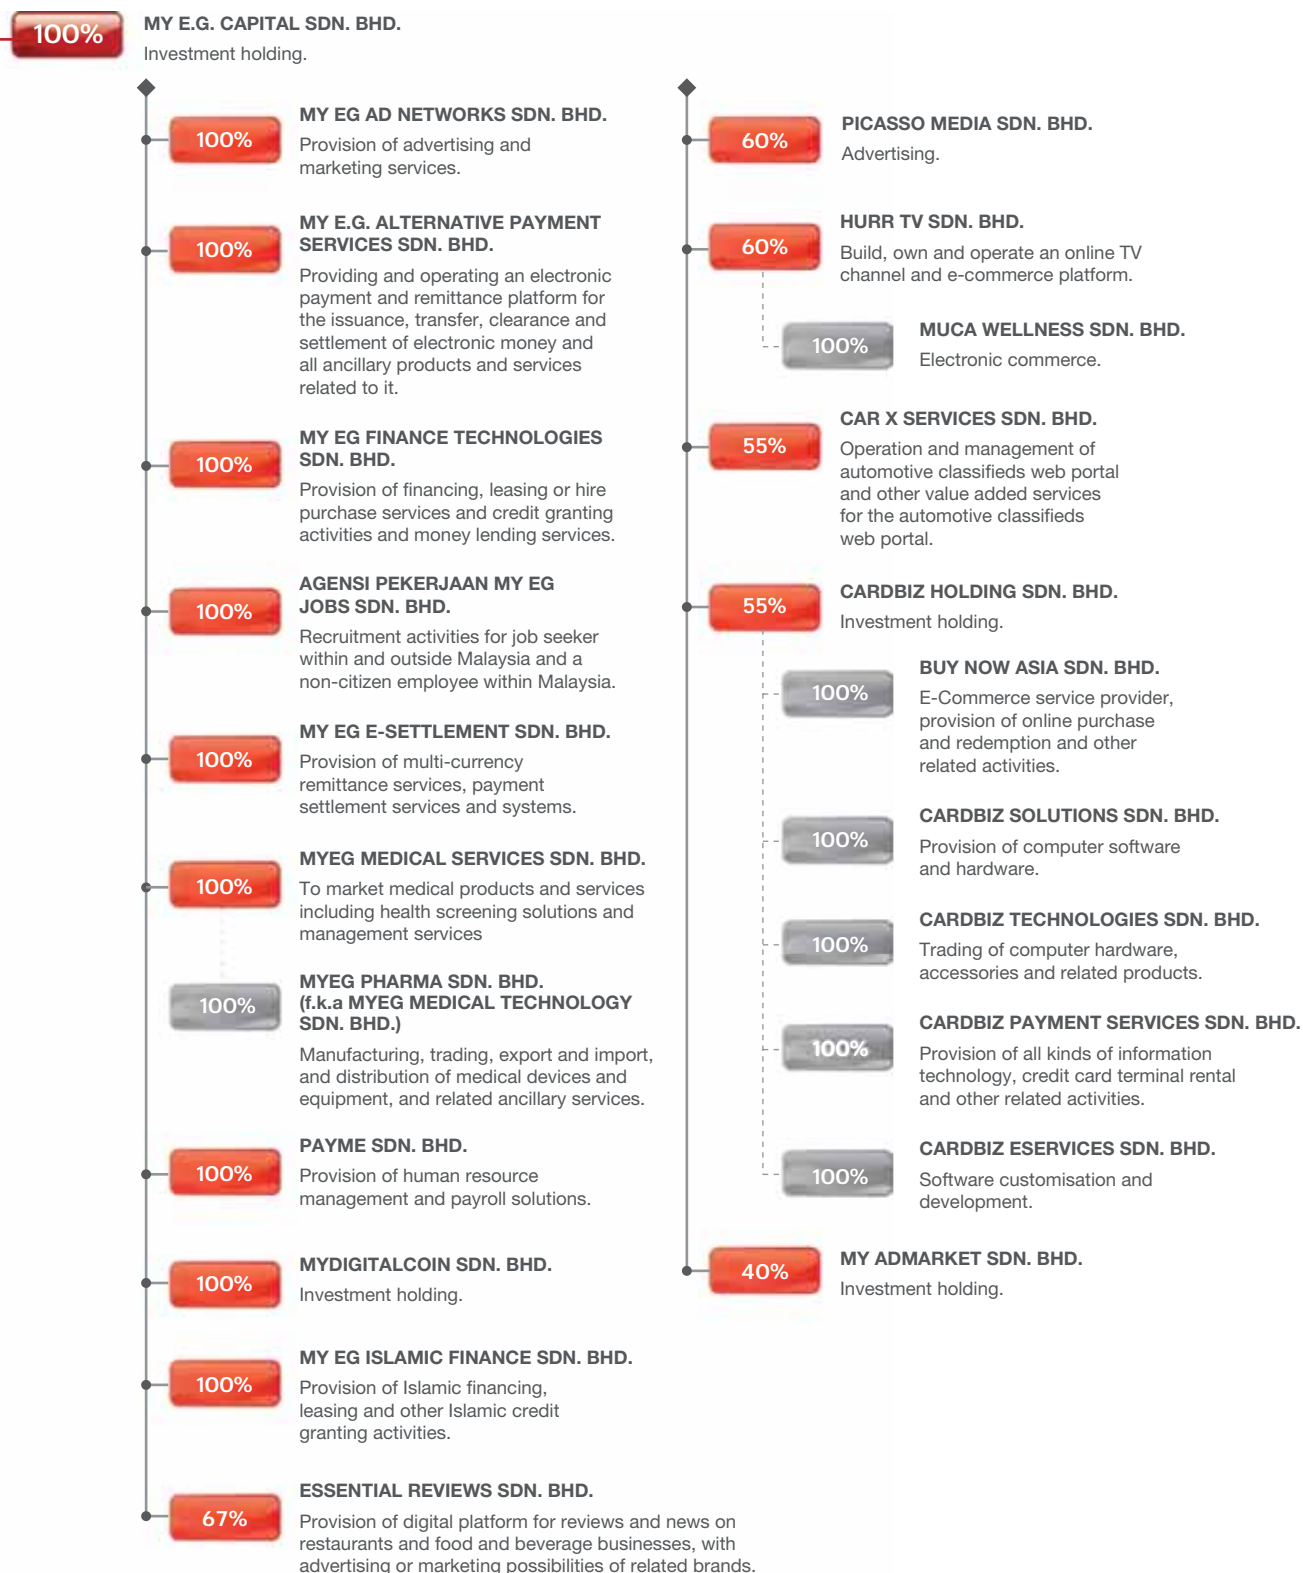 100%
MY E.G. CAPITAL SDN. BHD.
Investment holding.
100%
MY EG AD NETWORKS SDN. BHD.
Provision of advertising and
marketing services.
100%
MY E.G. ALTERNATIVE PAYMENT
SERVICES SDN. BHD.
Providing and operating an electronic
payment and remittance platform for
the issuance, transfer, clearance and
settlement of electronic money and
all ancillary products and services
related to it.
100%
MY EG FINANCE TECHNOLOGIES
SDN. BHD.
Provision of financing, leasing or hire
purchase services and credit granting
activities and money lending services.
100%
AGENSI PEKERJAAN MY EG
JOBS SDN. BHD.
Recruitment activities for job seeker
within and outside Malaysia and a
non-citizen employee within Malaysia.
100%
MY EG E-SETTLEMENT SDN. BHD.
Provision of multi-currency
remittance services, payment
settlement services and systems.
100%
MYEG MEDICAL SERVICES SDN. BHD.
To market medical products and services
including health screening solutions and
management services
100%
MYEG PHARMA SDN. BHD.
(f.k.a MYEG MEDICAL TECHNOLOGY
SDN. BHD.)
Manufacturing, trading, export and import,
and distribution of medical devices and
equipment, and related ancillary services.
100%
PAYME SDN. BHD.
Provision of human resource
management and payroll solutions.
100%
MYDIGITALCOIN SDN. BHD.
Investment holding.
100%
MY EG ISLAMIC FINANCE SDN. BHD.
Provision of Islamic financing,
leasing and other Islamic credit
granting activities.
67%
ESSENTIAL REVIEWS SDN. BHD.
Provision of digital platform for reviews and news on
restaurants and food and beverage businesses, with
advertising or marketing possibilities of related brands.
60%
PICASSO MEDIA SDN. BHD.
Advertising.
60%
HURR TV SDN. BHD.
Build, own and operate an online TV
channel and e-commerce platform.
100%
MUCA WELLNESS SDN. BHD.
Electronic commerce.
55%
CAR X SERVICES SDN. BHD.
Operation and management of
automotive classifieds web portal
and other value added services
for the automotive classifieds
web portal.
55%
CARDBIZ HOLDING SDN. BHD.
Investment holding.
100%
BUY NOW ASIA SDN. BHD.
E-Commerce service provider,
provision of online purchase
and redemption and other
related activities.
100%
CARDBIZ SOLUTIONS SDN. BHD.
Provision of computer software
and hardware.
100%
CARDBIZ TECHNOLOGIES SDN. BHD.
Trading of computer hardware,
accessories and related products.
100%
CARDBIZ PAYMENT SERVICES SDN. BHD.
Provision of all kinds of information
technology, credit card terminal rental
and other related activities.
100%
CARDBIZ ESERVICES SDN. BHD.
Software customisation and
development.
40%
MY ADMARKET SDN. BHD.
Investment holding.